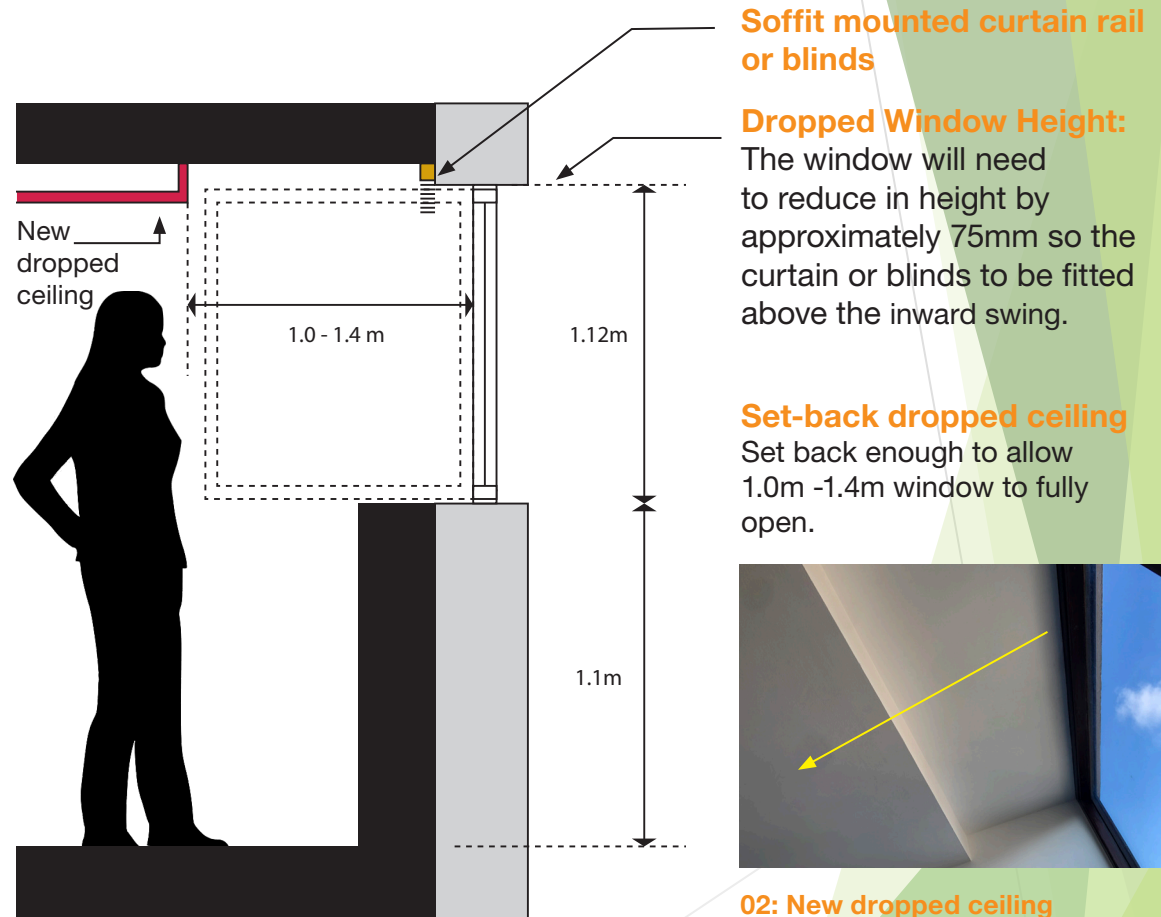 Soffit mounted curtain rail
or blinds
Dropped Window Height:
The window will need
to reduce in height by
approximately 75mm so the
curtain or blinds to be fitted
above the inward swing.
New
dropped
ceiling
1.0 - 1.4 m
1.12m
Set-back dropped ceiling
Set back enough to allow
1.0m -1.4m window to fully
open.
1.1m
02: New dropped ceiling